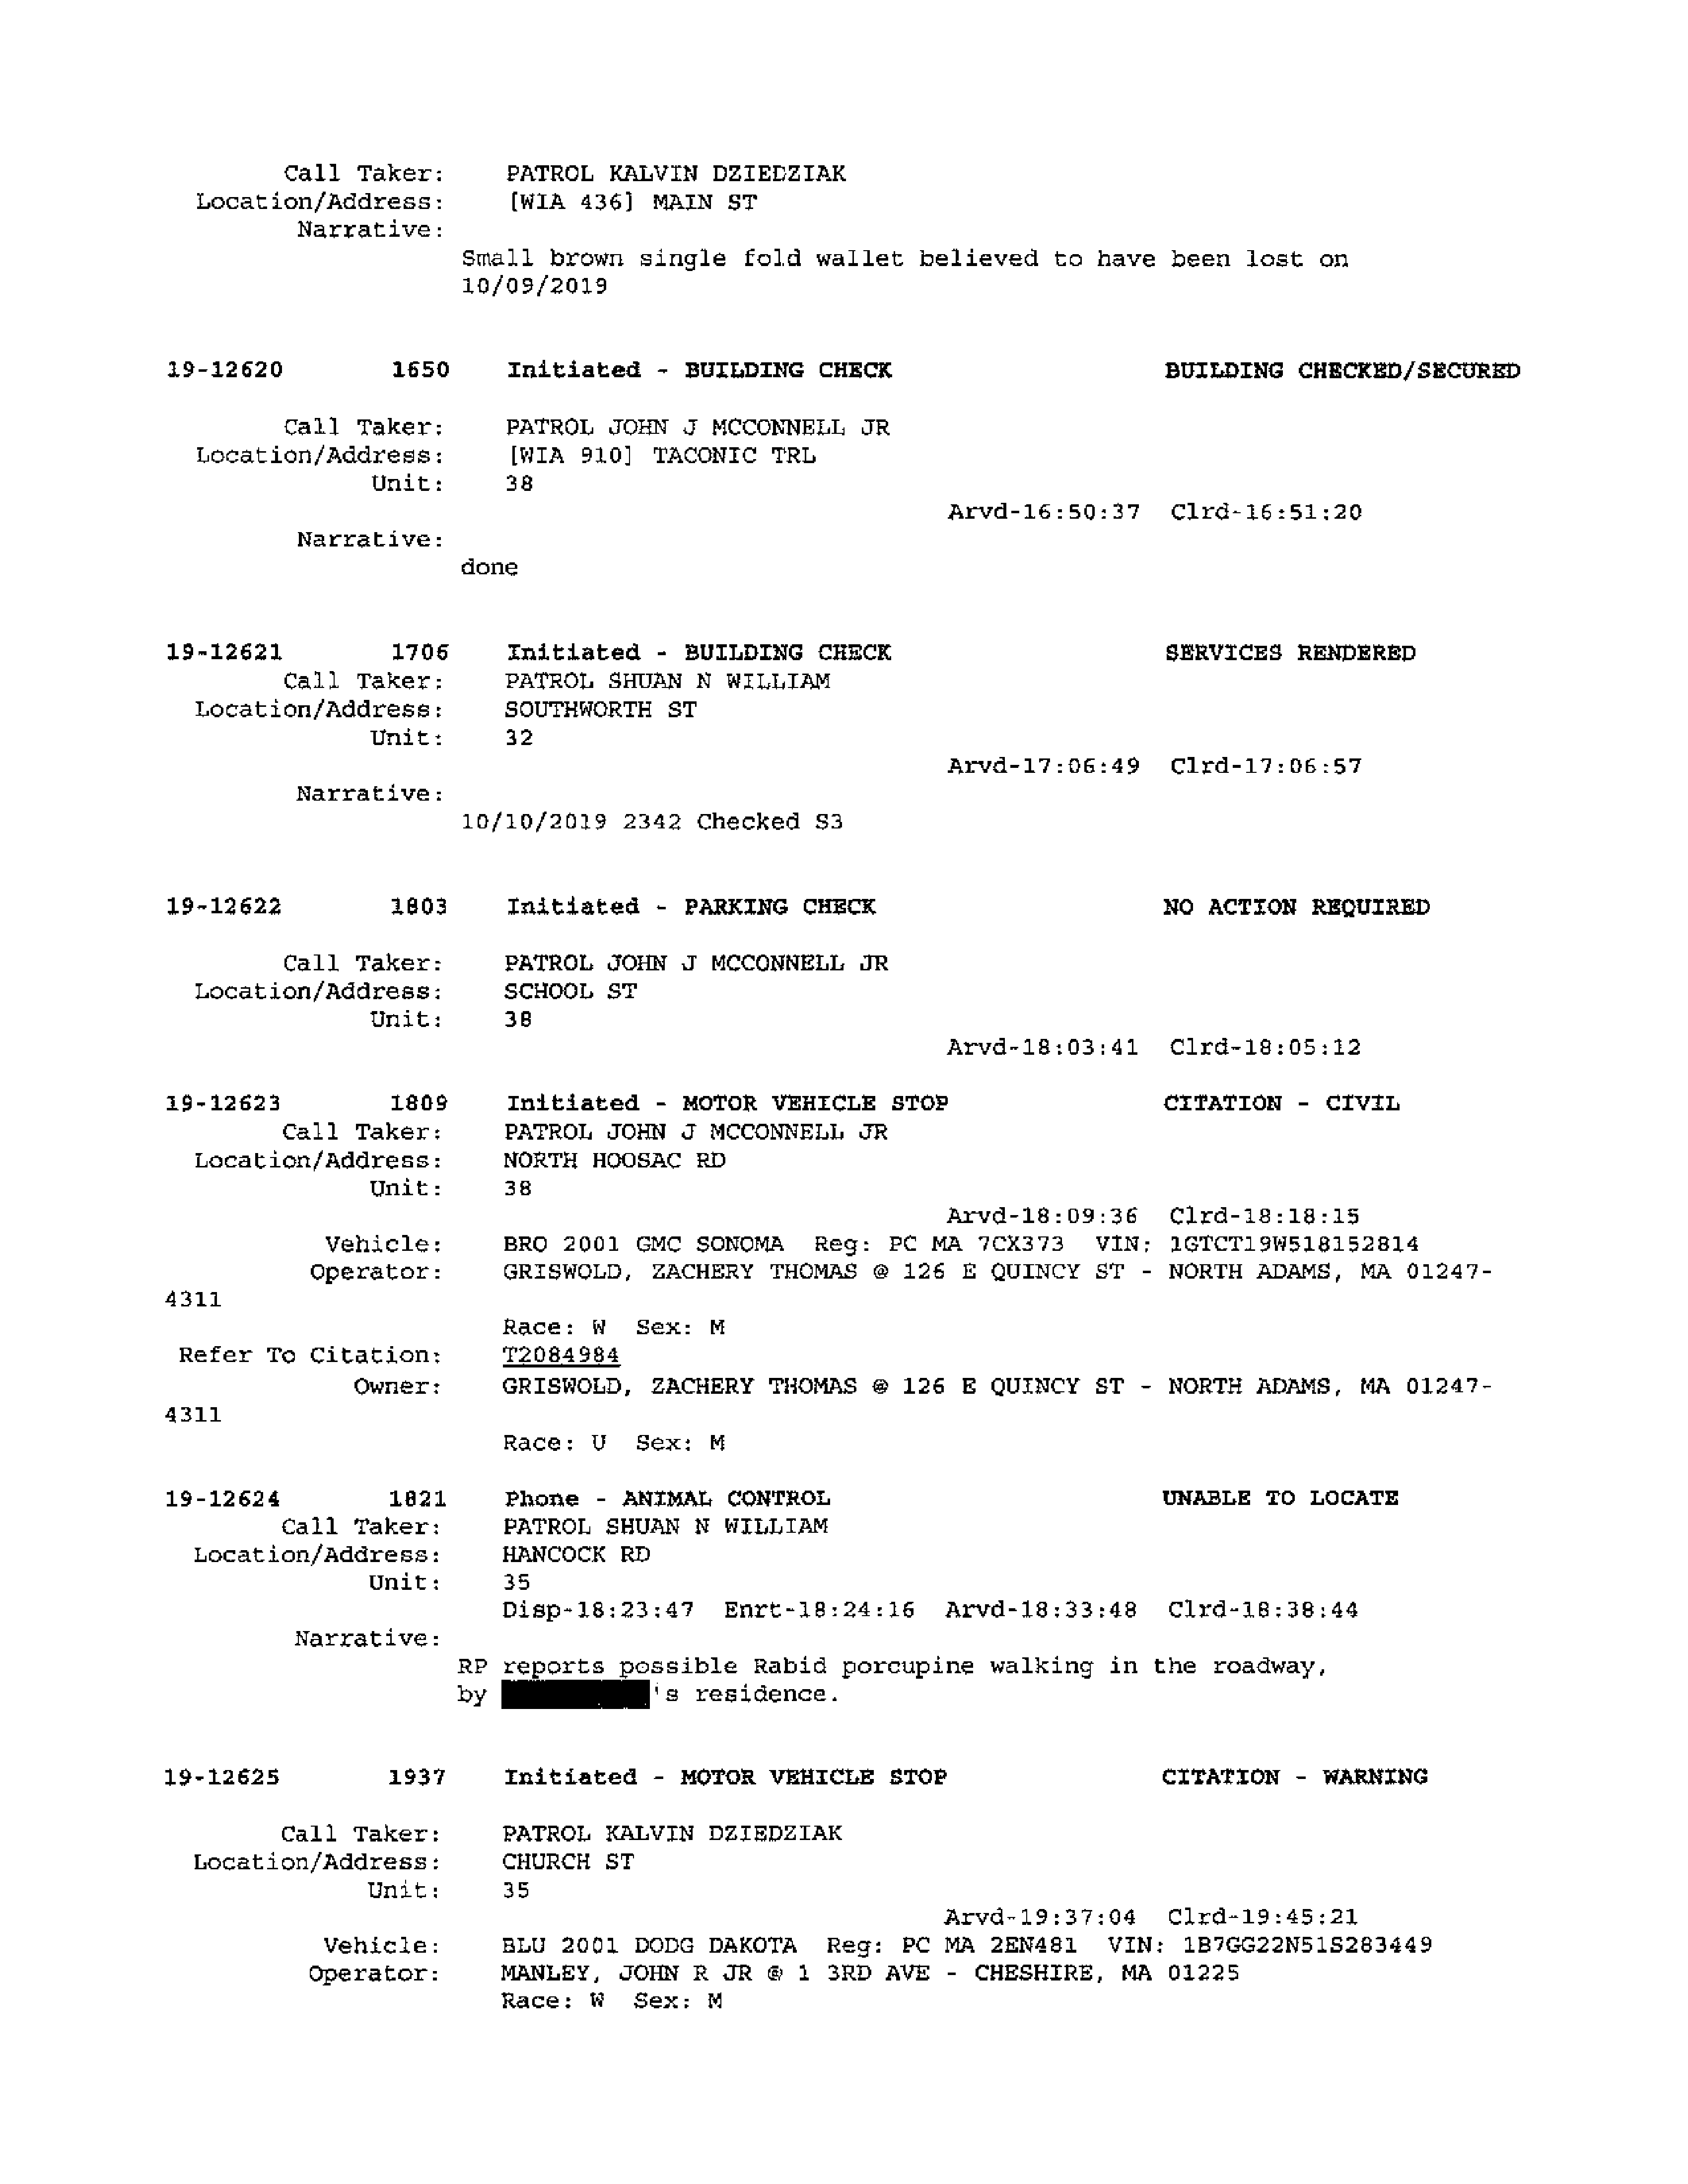 Call Taker: PATROL KALVIN DZIEDZIAK
Location/Address: [WIA 436] MAIN ST
Narrative:
Small brown single fold wallet believed to have been lost on
10/09/2019
19-12620 1650 Initiated - BUILDING CHECK BUILDING CHECKED/SECURED
Call Taker: PATROL JOHN J MCCONNELL JR
Location/Address: [WIA 910] TACONIC TRL
Unit: 38
Arvd-16:50:37 Clrd-16:51:20
Narrative:
done
19-12621 1706 Initiated - BUILDING CHECK SERVICES RENDERED
Call Taker: PATROL SHUAN N WILLIAM
Location/Address: SOUTHWORTH ST
Unit: 32
Arvd-17:06:49 Clrd-17:06:57
Narrative:
10/10/2019 2342 Checked S3
19-12622 1803 Initiated - PARKING CHECK NO ACTION REQUIRED
Call Taker: PATROL JOHN J MCCONNELL JR
Location/Address: SCHOOL ST
Unit: 38
Arvd-18:03:41 Clrd-18:05:12
19-12623 1809 Initiated - MOTOR VEHICLE STOP CITATION - CIVIL
Call Taker: PATROL JOHN J MCCONNELL JR
Location/Address: NORTH HOOSAC RD
Unit: 38
Arvd-18:09:36 Clrd-18:18:15
Vehicle: BRO 2001 GMC SONOMA Reg: PC MA 7CX373 VIN: 1GTCT19W518152814
Operator: GRISWOLD, ZACHERY THOMAS @ 126 E QUINCY ST - NORTH ADAMS, MA 01247-
4311
Race: W Sex: M
Refer To Citation: T2084984
Owner: GRISWOLD, ZACHERY THOMAS @ 126 E QUINCY ST - NORTH ADAMS, MA 01247-
4311
Race: U Sex: M
19-12624 1821 Phone - ANIMAL CONTROL UNABLE TO LOCATE
Call Taker: PATROL SHUAN N WILLIAM
Location/Address: HANCOCK RD
Unit: 35
Disp-18:23:47 Enrt-18:24:16 Arvd-18:33:48 Clrd-18:38:44
Narrative:
RP reports possible Rabid porcupine walking in the roadway,
by 's residence.
19-12625 1937 Initiated - MOTOR VEHICLE STOP CITATION - WARNING
Call Taker: PATROL KALVIN DZIEDZIAK
Location/Address: CHURCH ST
Unit: 35
Arvd-19:37:04 Clrd-19:45:21
Vehicle: BLU 2001 DODG DAKOTA Reg: PC MA 2EN481 VIN: 1B7GG22N51S283449
Operator: MANLEY, JOHN R JR @ 1 3RD AVE - CHESHIRE, MA 01225
Race: W Sex: M